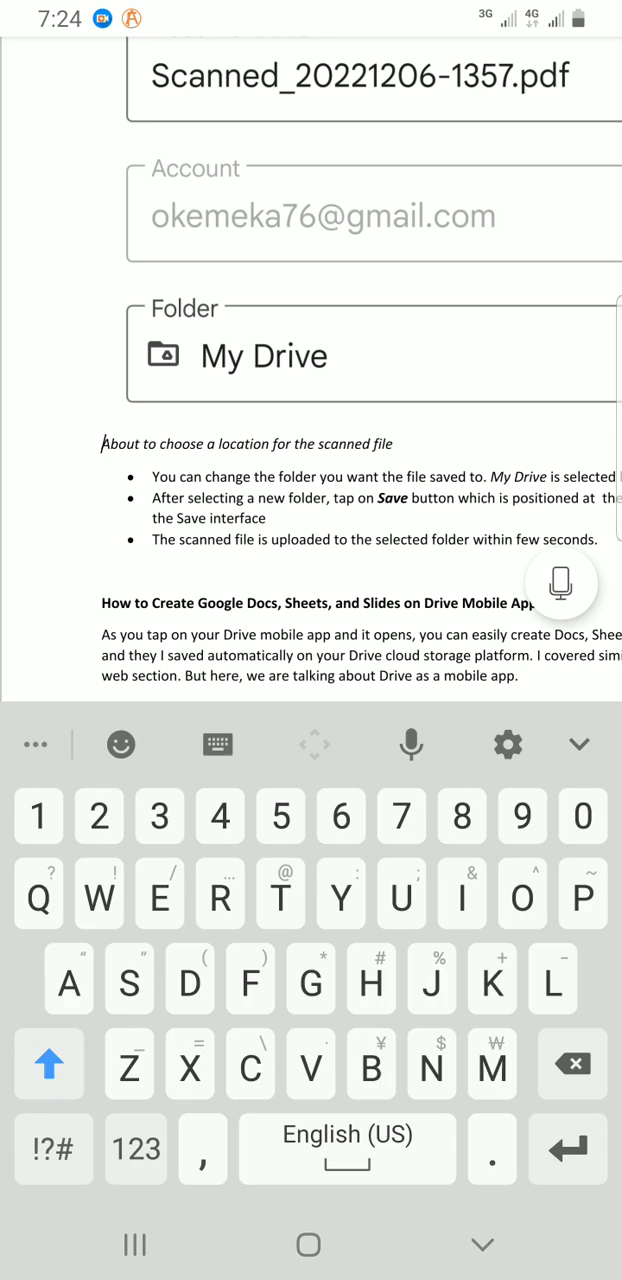 7:24 3G 4G
Scanned_20221206-1357.pdf
Account
okemeka76@gmail.com
Folder
My Drive
About to choose a location for the scanned file
• You can change the folder you want the file saved to. My Drive is selected
• After selecting a new folder, tap on Save button which is positioned at the
the Save interface
• The scanned file is uploaded to the selected folder within few seconds.
How to Create Google Docs, Sheets, and Slides on Drive Mobile App
As you tap on your Drive mobile app and it opens, you can easily create Docs, Shee
and they I saved automatically on your Drive cloud storage platform. I covered simi
web section. But here, we are talking about Drive as a mobile app.
1 2 3 4 5 6 7 8 9 0
? ! / ... @ : ; & ^ ~
Q W E R T Y U I O P
" " ( ) * # % + -
A S D F G H J K L
_ = \ · ¥ $ ₩
Z X C V B N M
!?# 123 , English (US) .